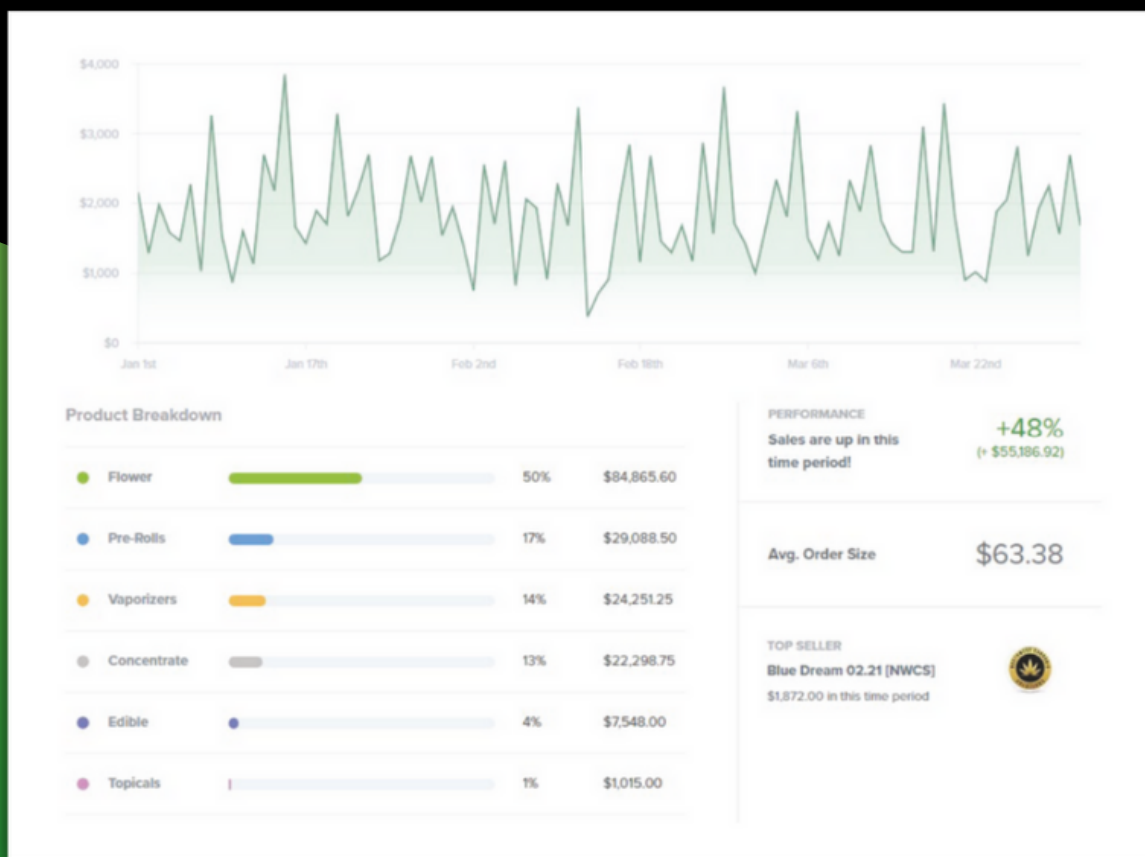 $4,000
$3,000
$2,000
$1,000
$0
Jan 1st Jan 17th Feb 2nd Feb 18th Mar 6th Mar 22nd
Product Breakdown
Flower 50% $84,865.60
Pre-Rolls 17% $29,088.50
Vaporizers 14% $24,251.25
Concentrate 13% $22,298.75
Edible 4% $7,548.00
Topicals 1% $1,015.00
PERFORMANCE
Sales are up in this
time period!
+48%
(+ $55,186.92)
Avg. Order Size $63.38
TOP SELLER
Blue Dream 02.21 [NWCS]
$1,872.00 in this time period